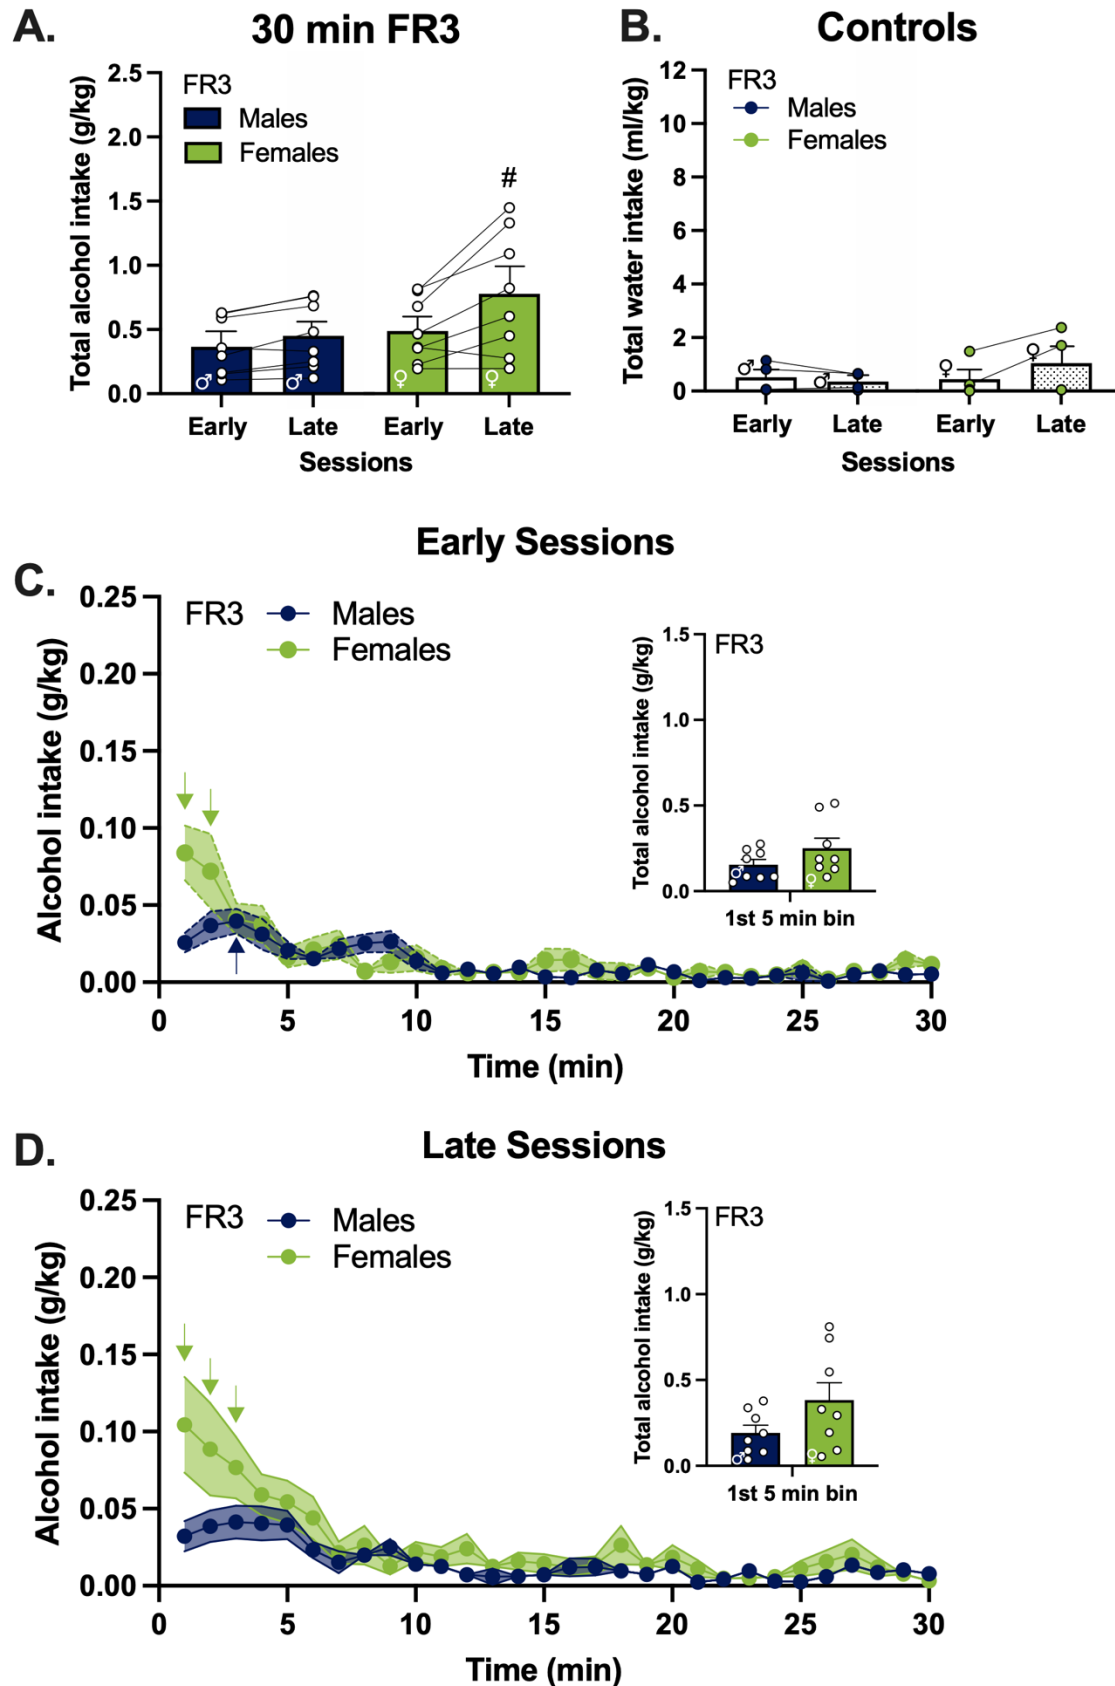 A.
30 min FR3
Total alcohol intake (g/kg)
2.5
2.0
1.5
1.0
0.5
0.0
FR3
Males
Females
#
♂
♂
♀
♀
Early
Late
Early
Late
Sessions
B.
Controls
Total water intake (ml/kg)
12
10
8
6
4
2
0
FR3
Males
Females
♂
♂
♀
♀
Early
Late
Early
Late
Sessions
Early Sessions
C.
Alcohol intake (g/kg)
0.25
0.20
0.15
0.10
0.05
0.00
FR3
Males
Females
0
5
10
15
20
25
30
Time (min)
Total alcohol intake (g/kg)
1.5
1.0
0.5
0.0
FR3
♂
♀
1st 5 min bin
Late Sessions
D.
Alcohol intake (g/kg)
0.25
0.20
0.15
0.10
0.05
0.00
FR3
Males
Females
0
5
10
15
20
25
30
Time (min)
Total alcohol intake (g/kg)
1.5
1.0
0.5
0.0
FR3
♂
♀
1st 5 min bin